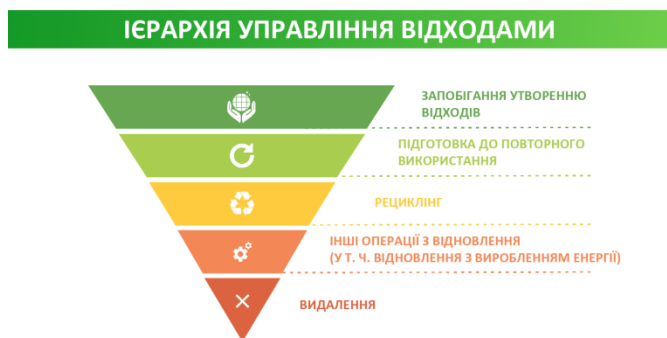 ІЄРАРХІЯ УПРАВЛІННЯ ВІДХОДАМИ
ЗАПОБІГАННЯ УТВОРЕННЮ
ВІДХОДІВ
ПІДГОТОВКА ДО ПОВТОРНОГО
ВИКОРИСТАННЯ
РЕЦИКЛІНГ
ІНШІ ОПЕРАЦІЇ З ВІДНОВЛЕННЯ
(У Т. Ч. ВІДНОВЛЕННЯ З ВИРОБЛЕННЯМ ЕНЕРГІЇ)
ВИДАЛЕННЯ